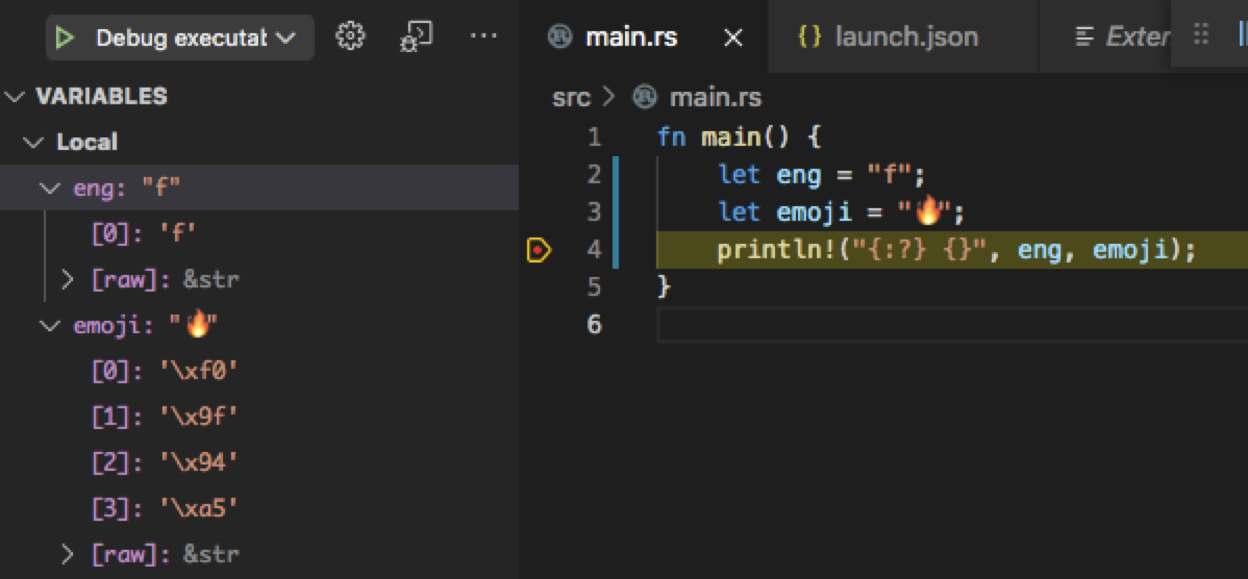 Debug executat
main.rs
{} launch.json
Exter
VARIABLES
Local
eng: "f"
[0]: 'f'
[raw]: &str
emoji: "🔥"
[0]: '\xf0'
[1]: '\x9f'
[2]: '\x94'
[3]: '\xa5'
[raw]: &str
src > main.rs
1 fn main() {
2 let eng = "f";
3 let emoji = "🔥";
4 println!("{:?} {}", eng, emoji);
5 }
6